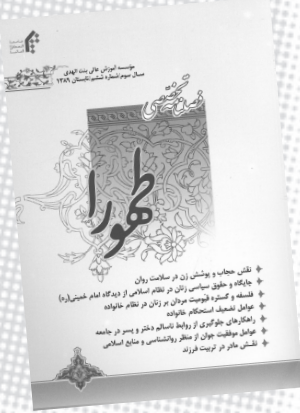 موسسه آموزش عالی بنت الهدی
سال سوم/شماره ششم/تابستان ۱۳۸۹
فصلنامه تخصصی
طهورا
نقش حجاب و پوشش زن در سلامت روان
جایگاه و حقوق سیاسی زنان در نظام اسلامی از دیدگاه امام خمینی(ره)
فلسفه و گستره قیومیت مردان بر زنان در نظام خانواده
عوامل تضعیف استحکام خانواده
راهکارهای جلوگیری از روابط ناسالم دختر و پسر در جامعه
عوامل موفقیت جوان از منظر روانشناسی و منابع اسلامی
نقش مادر در تربیت فرزند